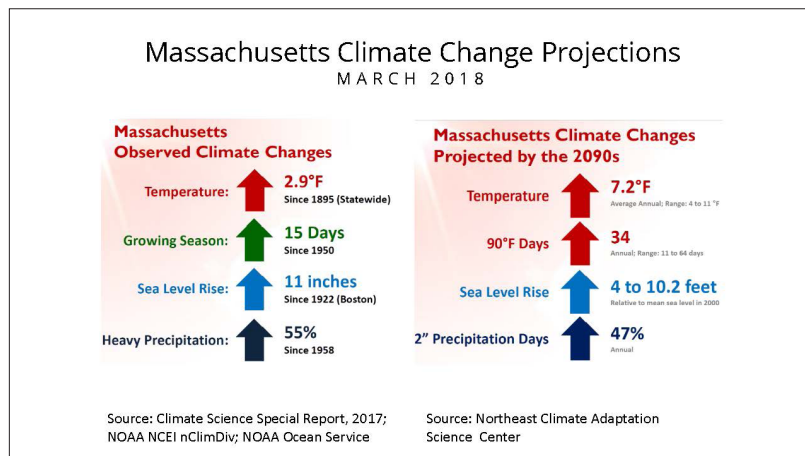 Massachusetts Climate Change Projections
MARCH 2018
Massachusetts
Observed Climate Changes
Temperature:
2.9°F
Since 1895 (Statewide)
Growing Season:
15 Days
Since 1950
Sea Level Rise:
11 inches
Since 1922 (Boston)
Heavy Precipitation:
55%
Since 1958
Source: Climate Science Special Report, 2017;
NOAA NCEI nClimDiv; NOAA Ocean Service
Massachusetts Climate Changes
Projected by the 2090s
Temperature
7.2°F
Average Annual; Range: 4 to 11 °F
90°F Days
34
Annual; Range: 11 to 64 days
Sea Level Rise
4 to 10.2 feet
Relative to mean sea level in 2000
2” Precipitation Days
47%
Annual
Source: Northeast Climate Adaptation
Science Center